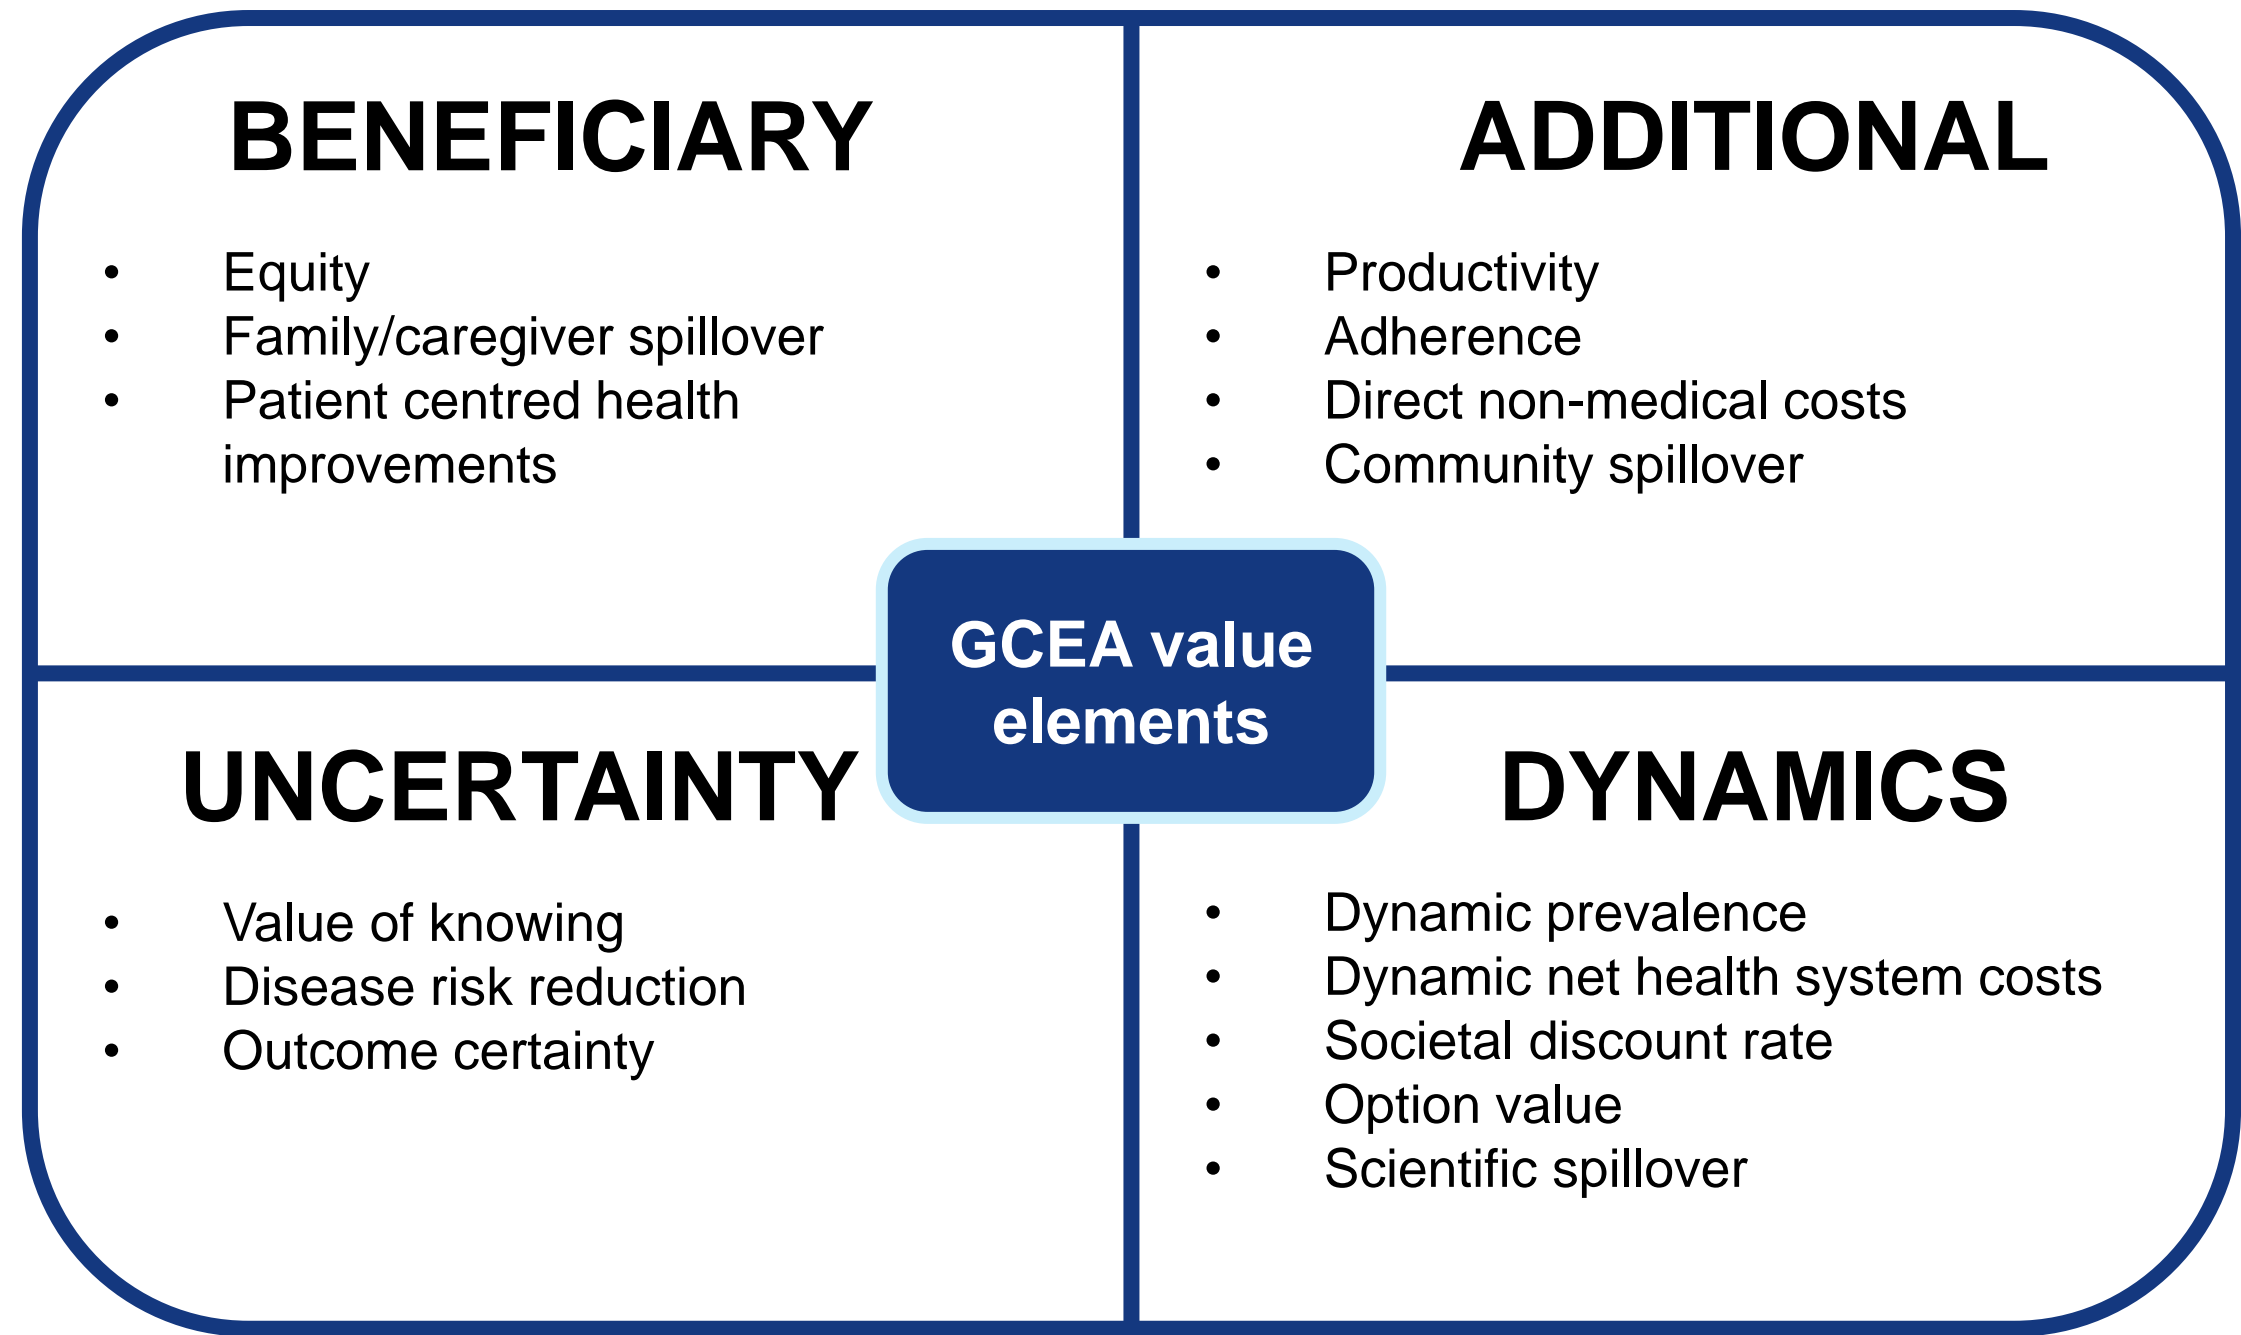 BENEFICIARY
• Equity
• Family/caregiver spillover
• Patient centred health
improvements
ADDITIONAL
• Productivity
• Adherence
• Direct non-medical costs
• Community spillover
GCEA value
elements
UNCERTAINTY
• Value of knowing
• Disease risk reduction
• Outcome certainty
DYNAMICS
• Dynamic prevalence
• Dynamic net health system costs
• Societal discount rate
• Option value
• Scientific spillover